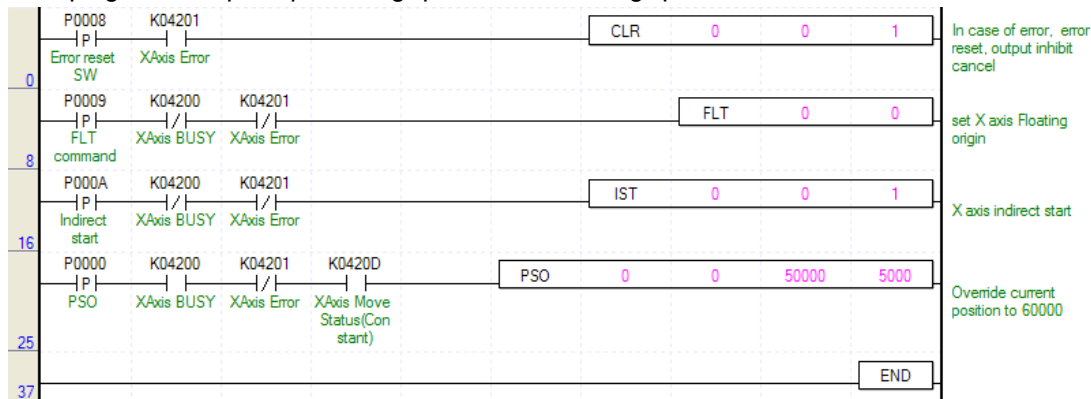 P0008 K04201
P CLR 0 0 1
Error reset SW
XAxis Error
In case of error, error
reset, output inhibit
cancel
0
P0009 K04200 K04201
P / / FLT 0 0
FLT
command
XAxis BUSY XAxis Error
set X axis Floating
origin
8
P000A K04200 K04201
P / / IST 0 0 1
Indirect
start
XAxis BUSY XAxis Error
X axis indirect start
16
P0000 K04200 K04201 K0420D
P / PSO 0 0 50000 5000
PSO XAxis BUSY XAxis Error XAxis Move
Status(Con
stant)
Override current
position to 60000
25
END
37